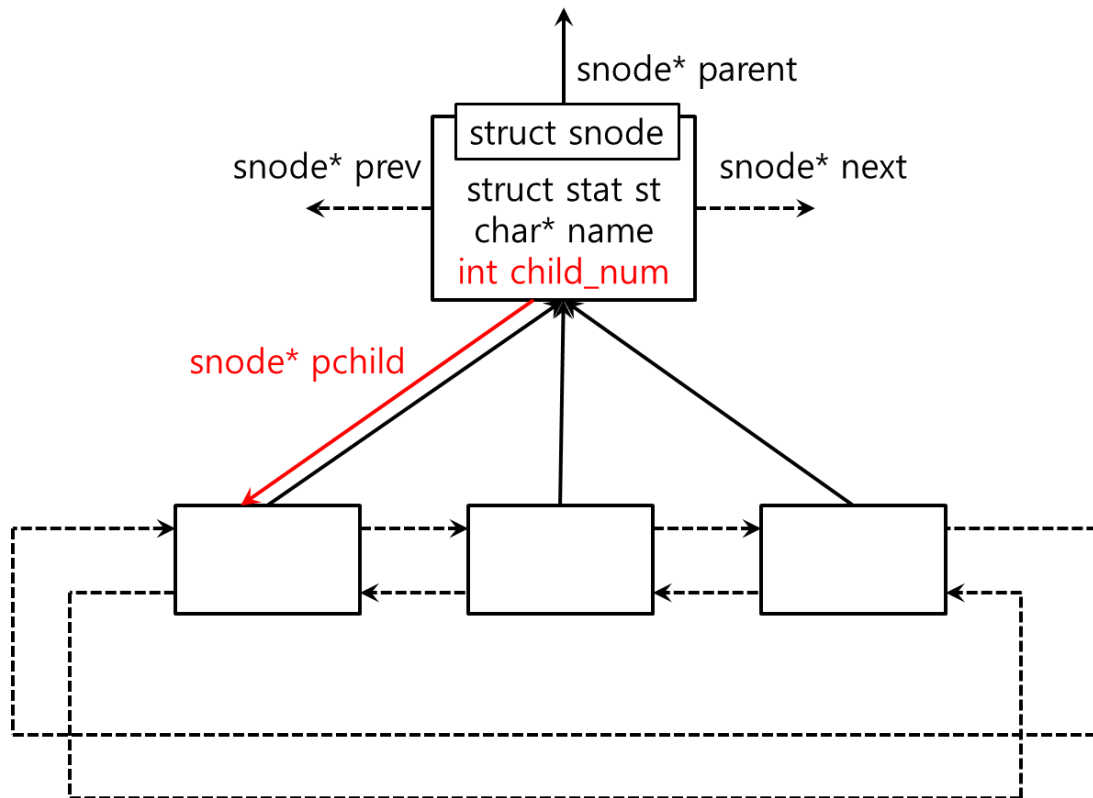 snode* parent
struct snode
snode* prev
snode* next
struct stat st
char* name
int child_num
snode* pchild